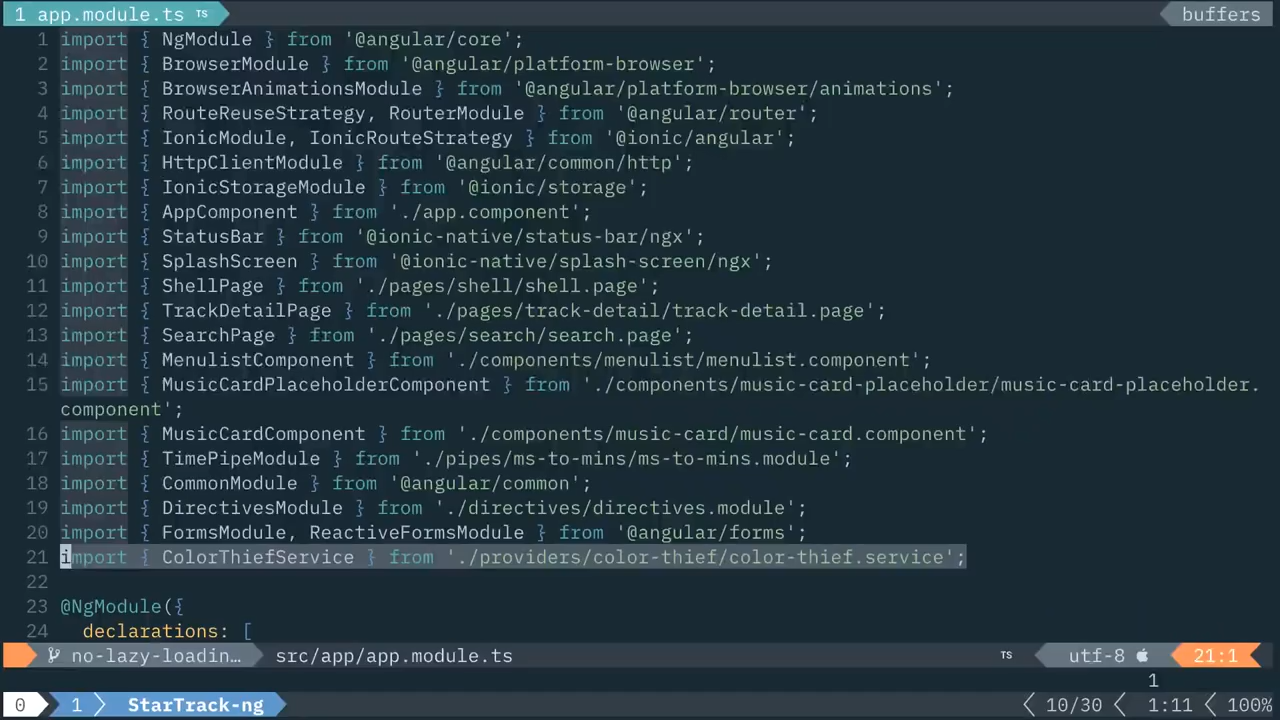 1 app.module.ts TS buffers
1 import { NgModule } from '@angular/core';
2 import { BrowserModule } from '@angular/platform-browser';
3 import { BrowserAnimationsModule } from '@angular/platform-browser/animations';
4 import { RouteReuseStrategy, RouterModule } from '@angular/router';
5 import { IonicModule, IonicRouteStrategy } from '@ionic/angular';
6 import { HttpClientModule } from '@angular/common/http';
7 import { IonicStorageModule } from '@ionic/storage';
8 import { AppComponent } from './app.component';
9 import { StatusBar } from '@ionic-native/status-bar/ngx';
10 import { SplashScreen } from '@ionic-native/splash-screen/ngx';
11 import { ShellPage } from './pages/shell/shell.page';
12 import { TrackDetailPage } from './pages/track-detail/track-detail.page';
13 import { SearchPage } from './pages/search/search.page';
14 import { MenulistComponent } from './components/menulist/menulist.component';
15 import { MusicCardPlaceholderComponent } from './components/music-card-placeholder/music-card-placeholder.
component';
16 import { MusicCardComponent } from './components/music-card/music-card.component';
17 import { TimePipeModule } from './pipes/ms-to-mins/ms-to-mins.module';
18 import { CommonModule } from '@angular/common';
19 import { DirectivesModule } from './directives/directives.module';
20 import { FormsModule, ReactiveFormsModule } from '@angular/forms';
21 import { ColorThiefService } from './providers/color-thief/color-thief.service';
22
23 @NgModule({
24 declarations: [
no-lazy-loadin… src/app/app.module.ts TS utf-8 21:1
1
0 1 StarTrack-ng 10/30 1:11 100%